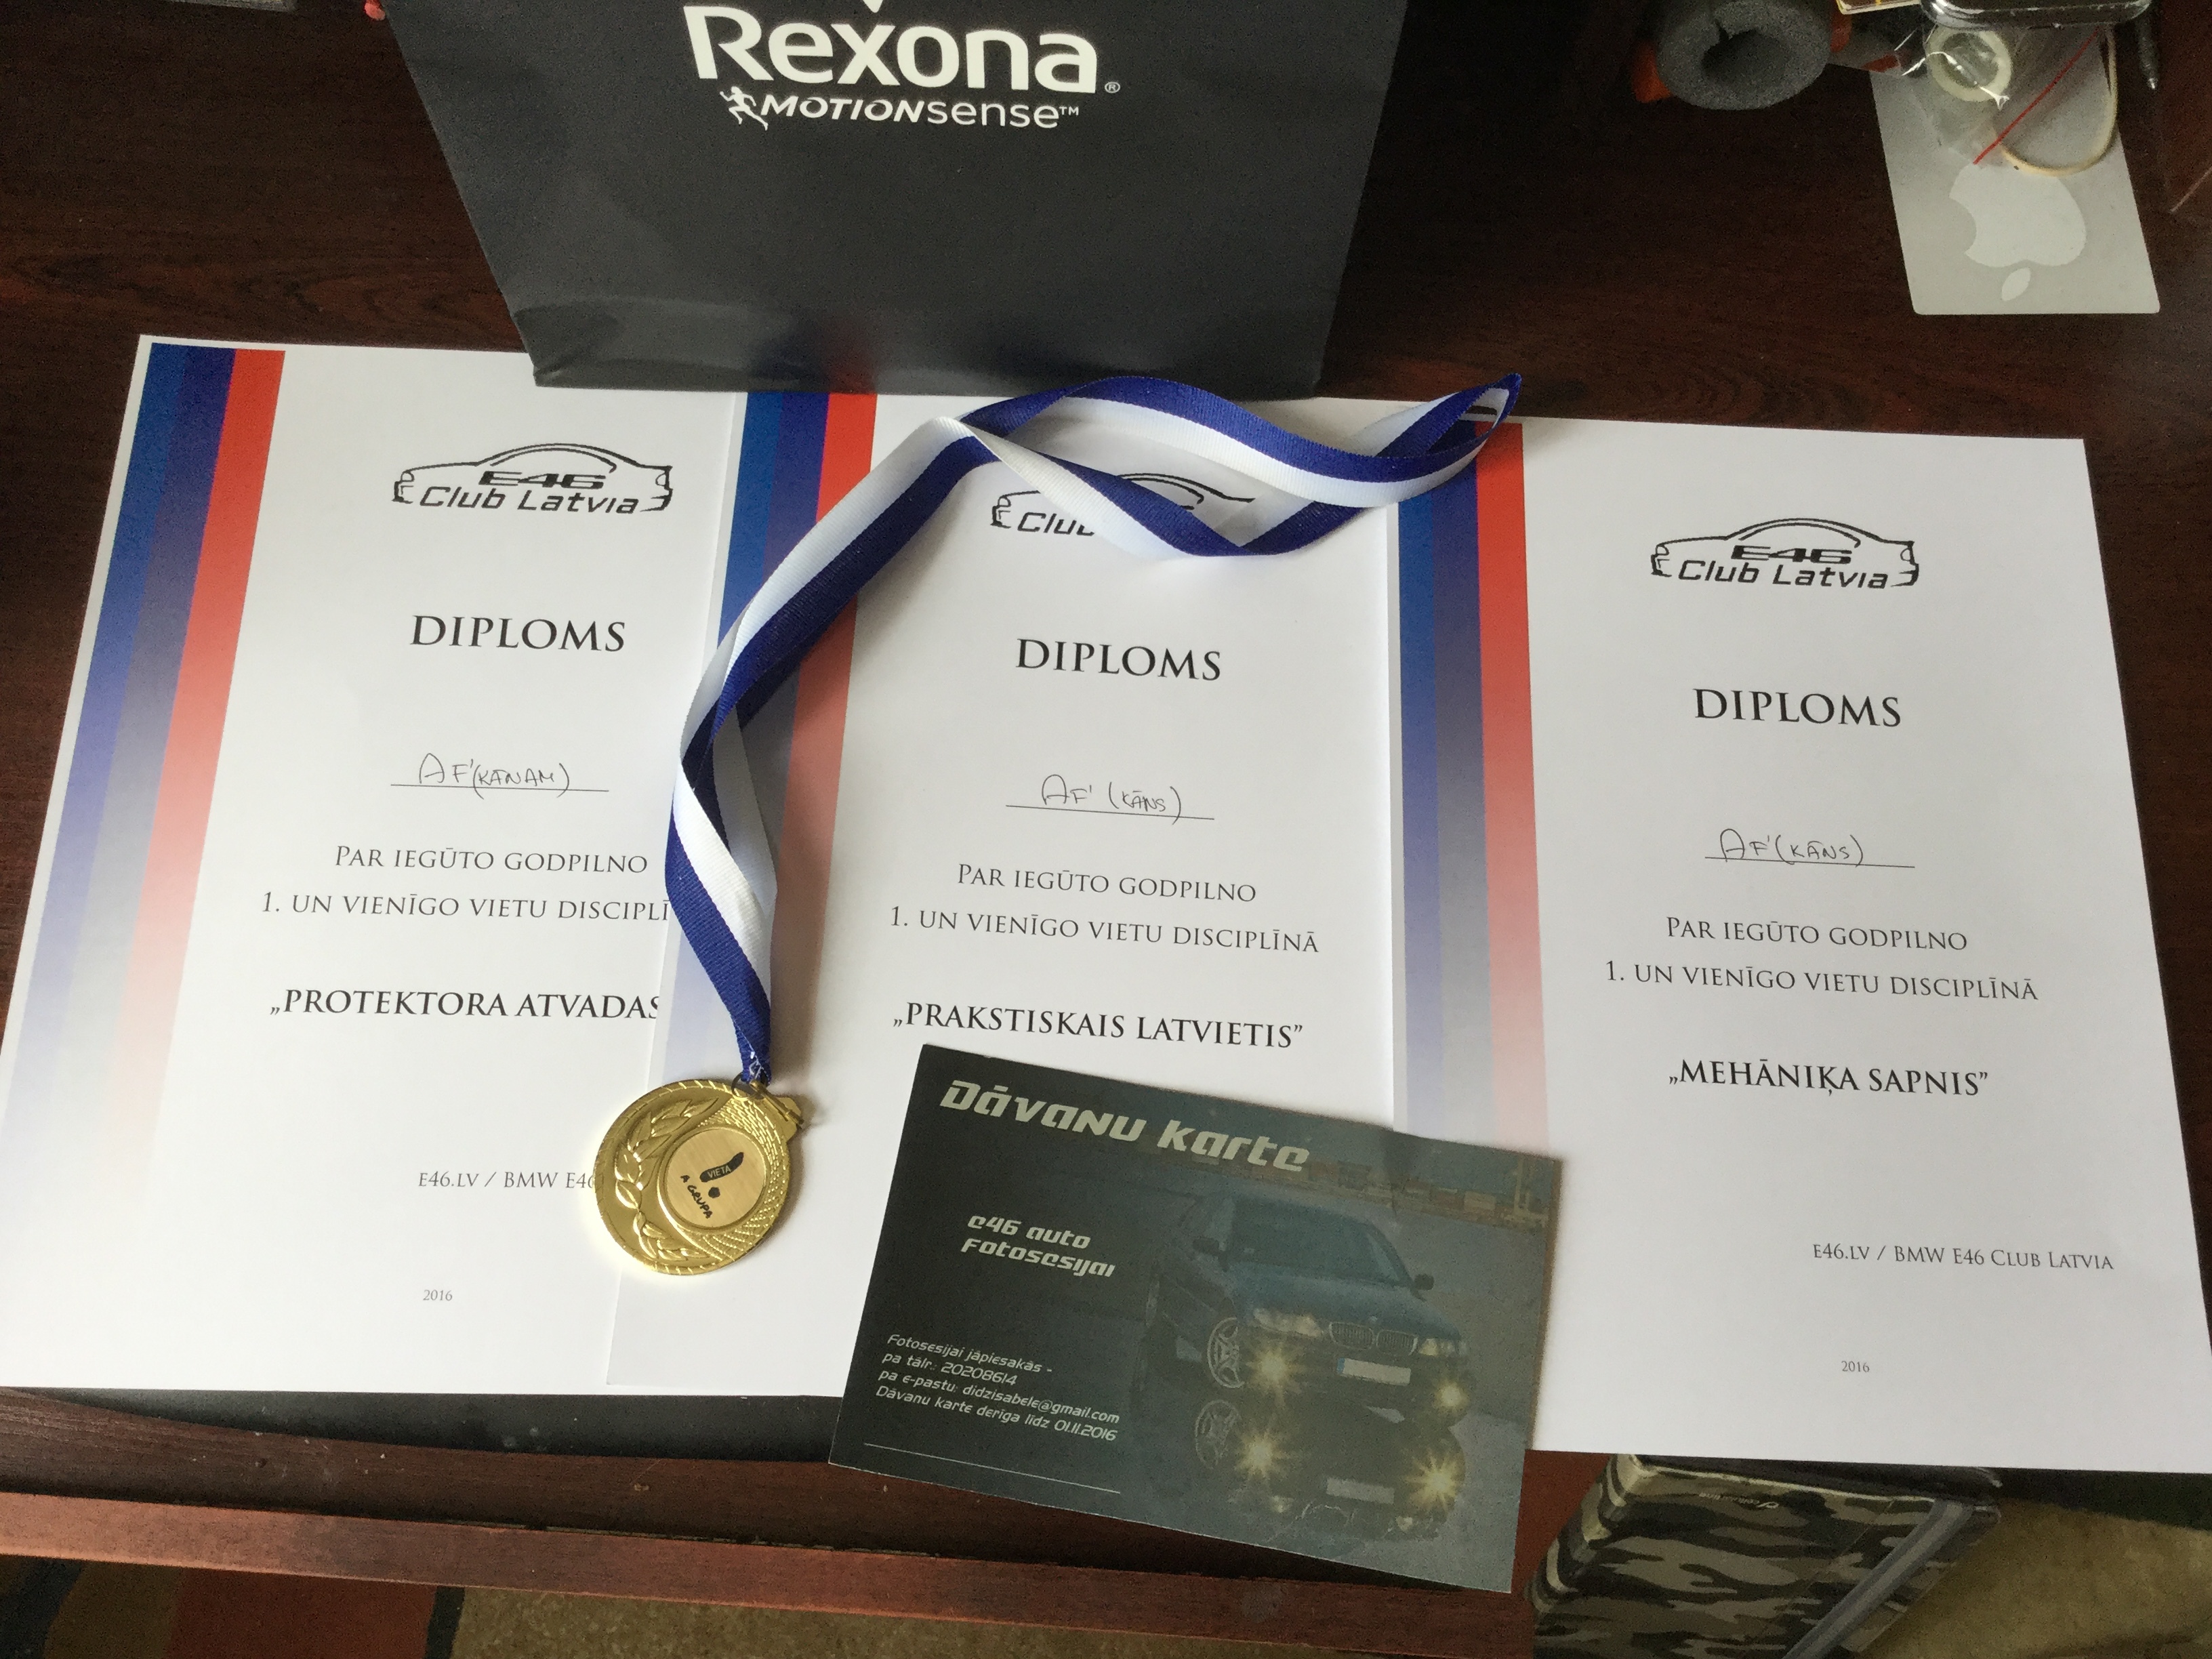 Rexona®
MOTIONsense™
E46
Club Latvia
DIPLOMS
AF'(KĀNAM)
PAR IEGŪTO GODPILNO
1. UN VIENĪGO VIETU DISCIPLĪ
„PROTEKTORA ATVADAS
E46.LV / BMW E46
2016
Club
DIPLOMS
AF' (KĀNS)
PAR IEGŪTO GODPILNO
1. UN VIENĪGO VIETU DISCIPLĪNĀ
„PRAKSTISKAIS LATVIETIS”
E46
Club Latvia
DIPLOMS
AF'(KĀNS)
PAR IEGŪTO GODPILNO
1. UN VIENĪGO VIETU DISCIPLĪNĀ
„MEHĀNIĶA SAPNIS”
E46.LV / BMW E46 CLUB LATVIA
2016
VIETA
1.
A GRUPA
Dāvanu karte
e46 auto
Fotosesijai
Fotosesijai jāpiesakās -
pa tālr.: 20208614
pa e-pastu: didzisabele@gmail.com
Dāvanu karte derīga līdz 01.11.2016